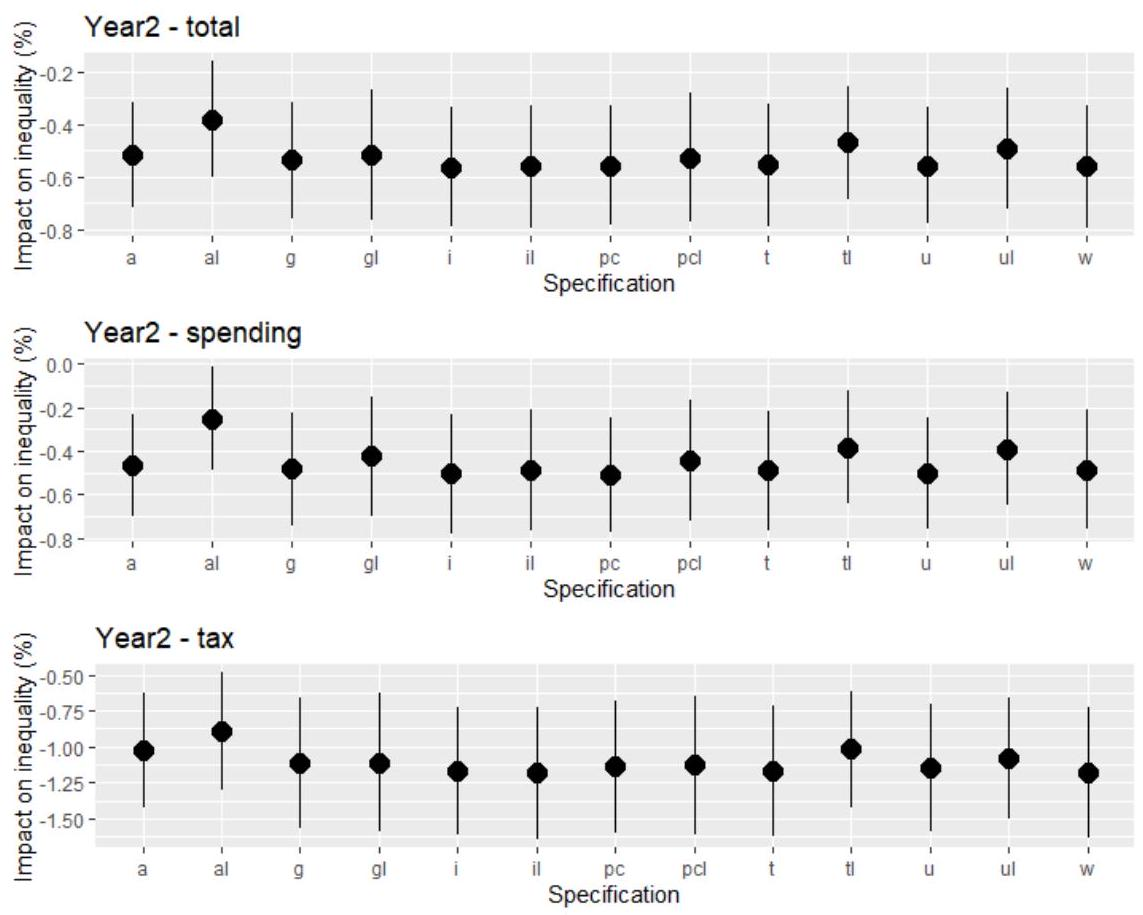 Year2 - total
Impact on inequality (%)
-0.2
-0.4
-0.6
-0.8
a al g gl i il pc pcl t tl u ul w
Specification
Year2 - spending
Impact on inequality (%)
0.0
-0.2
-0.4
-0.6
-0.8
a al g gl i il pc pcl t tl u ul w
Specification
Year2 - tax
Impact on inequality (%)
-0.50
-0.75
-1.00
-1.25
-1.50
a al g gl i il pc pcl t tl u ul w
Specification